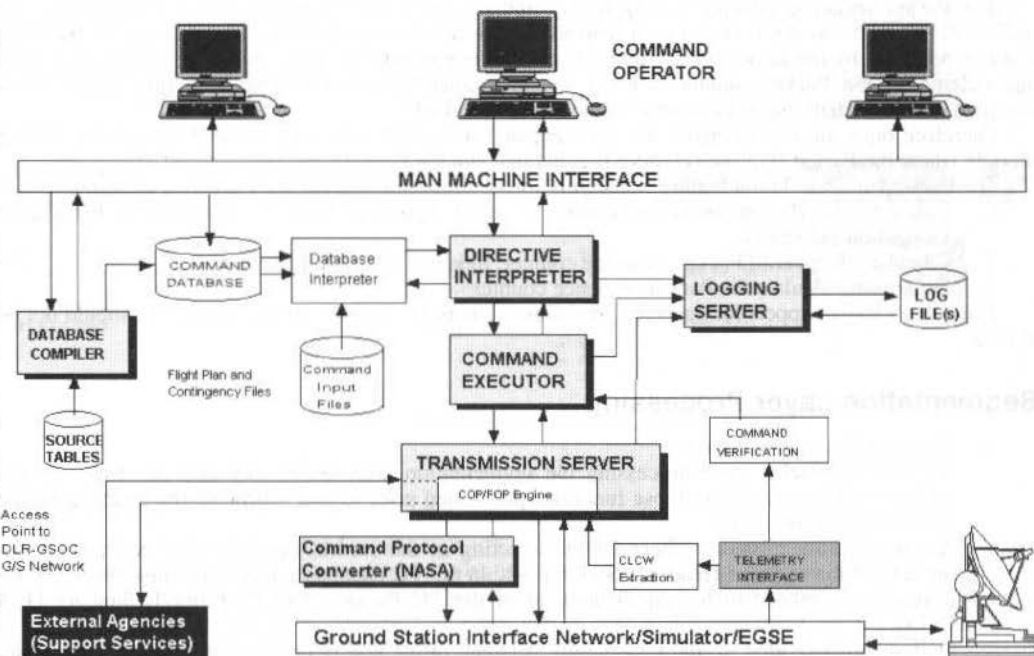 COMMAND
OPERATOR
MAN MACHINE INTERFACE
COMMAND
DATABASE
Database
Interpreter
DIRECTIVE
INTERPRETER
LOGGING
SERVER
LOG
FILE(s)
DATABASE
COMPILER
Flight Plan and
Contingency Files
Command
Input
Files
COMMAND
EXECUTOR
SOURCE
TABLES
COMMAND
VERIFICATION
TRANSMISSION SERVER
COP/FOP Engine
Access
Point to
DLR-GSOC
G/S Network
Command Protocol
Converter (NASA)
CLCW
Extraction
TELEMETRY
INTERFACE
External Agencies
(Support Services)
Ground Station Interface Network/Simulator/EGSE